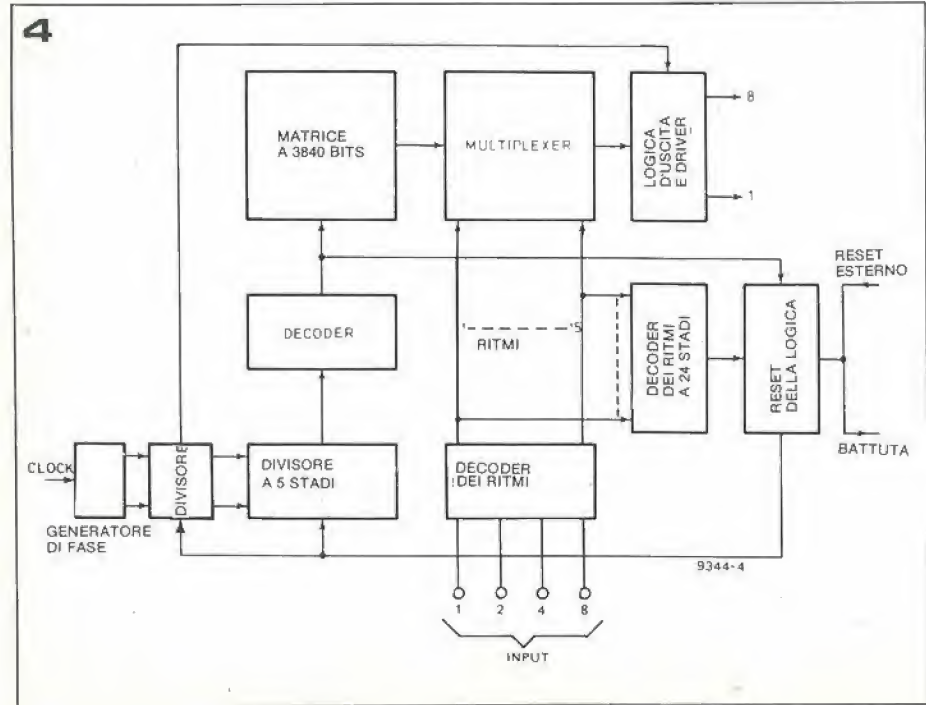 4
MATRICE
A 3840 BITS
MULTIPLEXER
LOGICA
D'USCITA
E DRIVER
8
1
RESET
ESTERNO
DECODER
RITMI
DECODER
DEI RITMI
A 24 STADI
RESET
DELLA LOGICA
BATTUTA
CLOCK
DIVISORE
DIVISORE
A 5 STADI
DECODER
DEI RITMI
GENERATORE
DI FASE
9344-4
1 2 4 8
INPUT